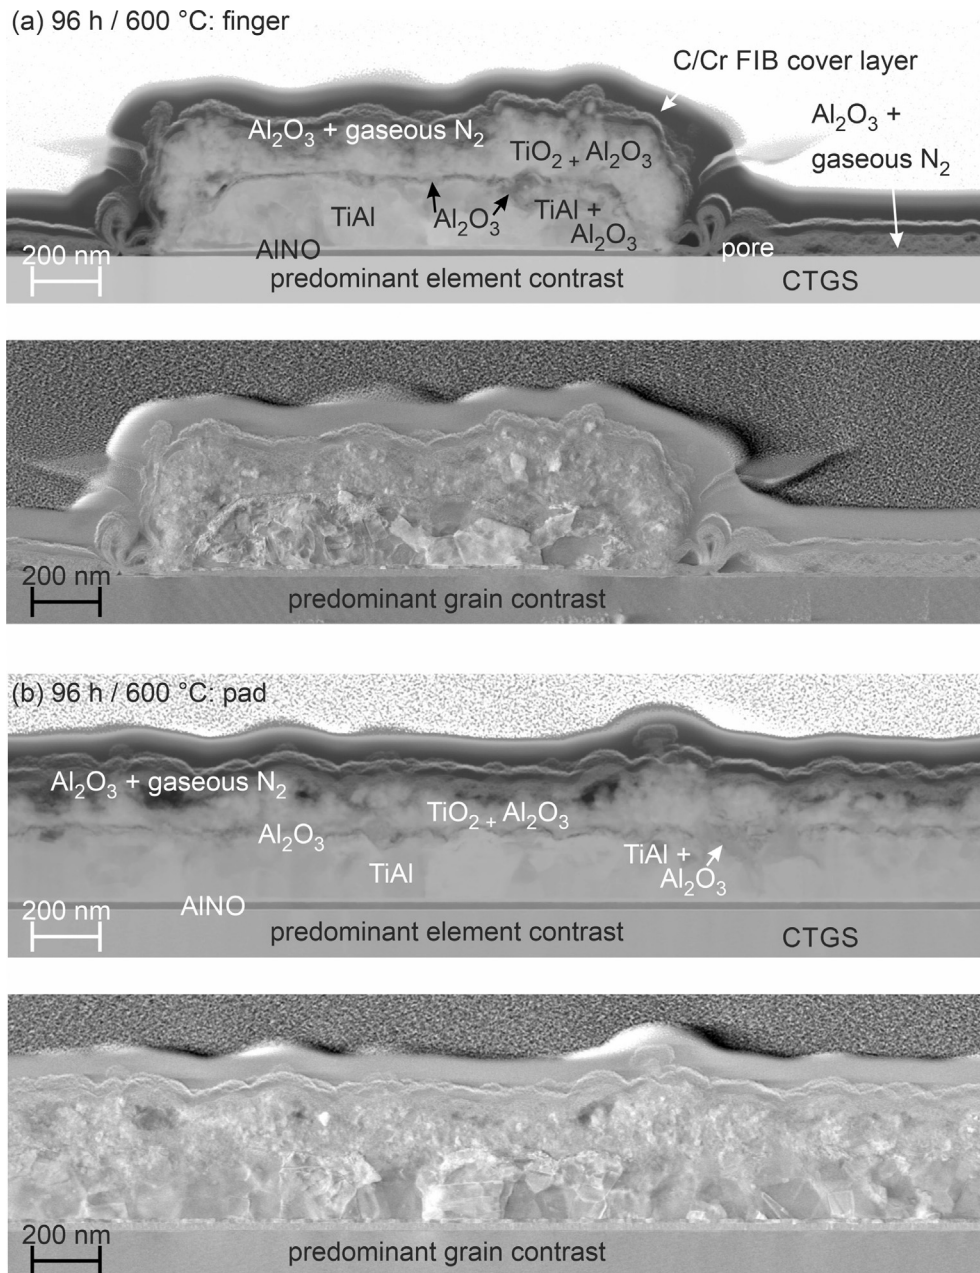 (a) 96 h / 600 °C: finger
C/Cr FIB cover layer
Al₂O₃ + gaseous N₂
Al₂O₃ +
gaseous N₂
TiO₂ + Al₂O₃
TiAl
Al₂O₃
TiAl +
Al₂O₃
AlNO
pore
200 nm
predominant element contrast
CTGS
200 nm
predominant grain contrast
(b) 96 h / 600 °C: pad
Al₂O₃ + gaseous N₂
TiO₂ + Al₂O₃
Al₂O₃
TiAl +
Al₂O₃
TiAl
AlNO
200 nm
predominant element contrast
CTGS
200 nm
predominant grain contrast